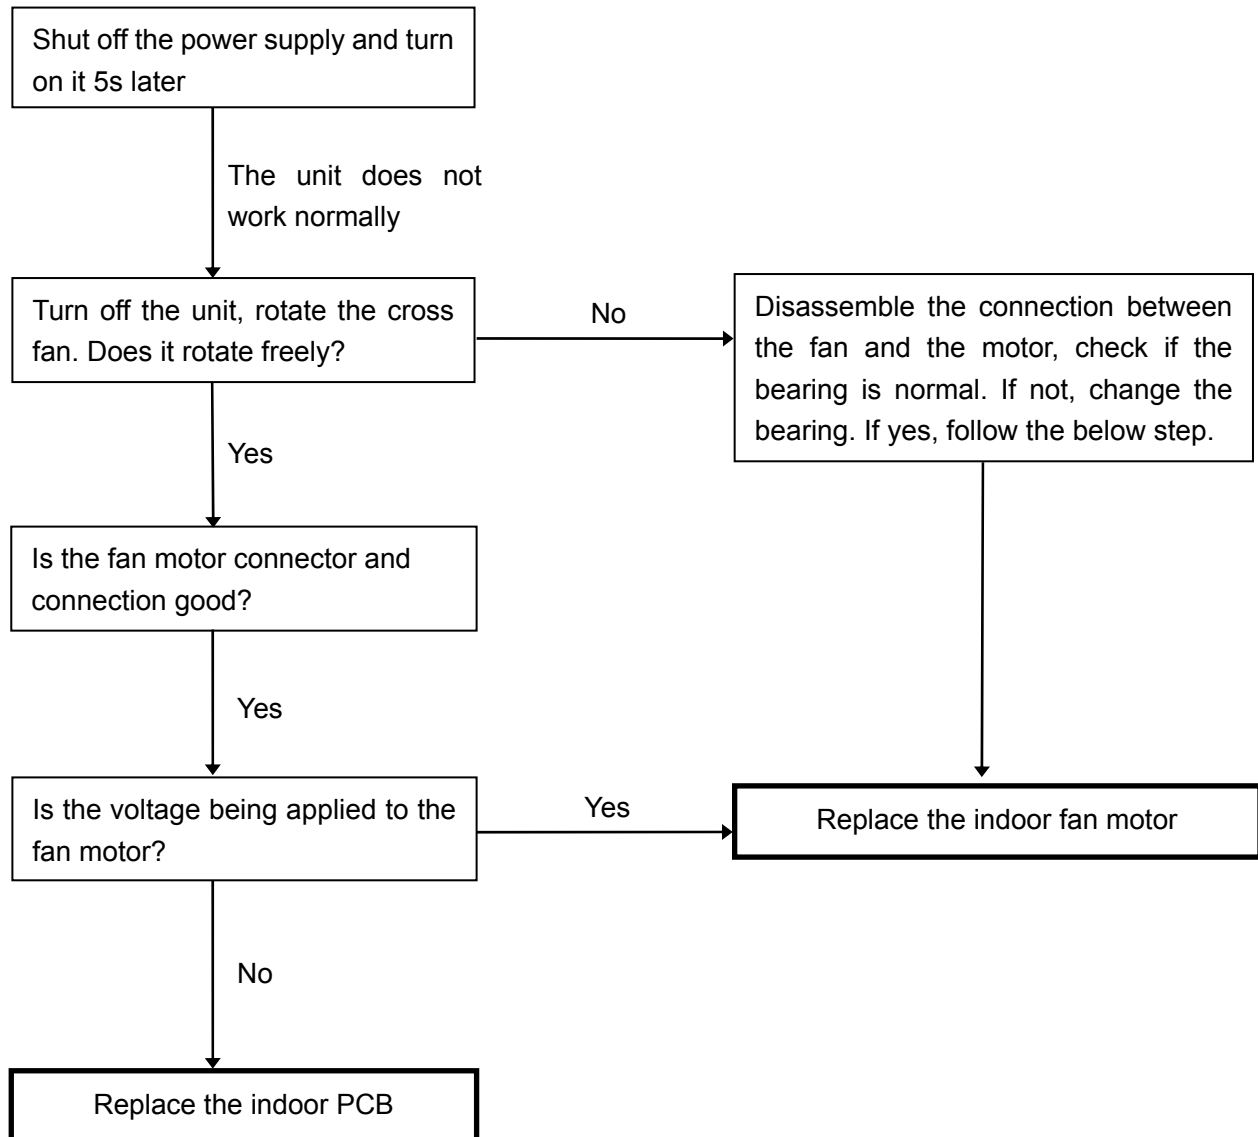 Shut off the power supply and turn
on it 5s later
The unit does not
work normally
Turn off the unit, rotate the cross
fan. Does it rotate freely?
No
Disassemble the connection between
the fan and the motor, check if the
bearing is normal. If not, change the
bearing. If yes, follow the below step.
Yes
Is the fan motor connector and
connection good?
Yes
Is the voltage being applied to the
fan motor?
Yes
Replace the indoor fan motor
No
Replace the indoor PCB